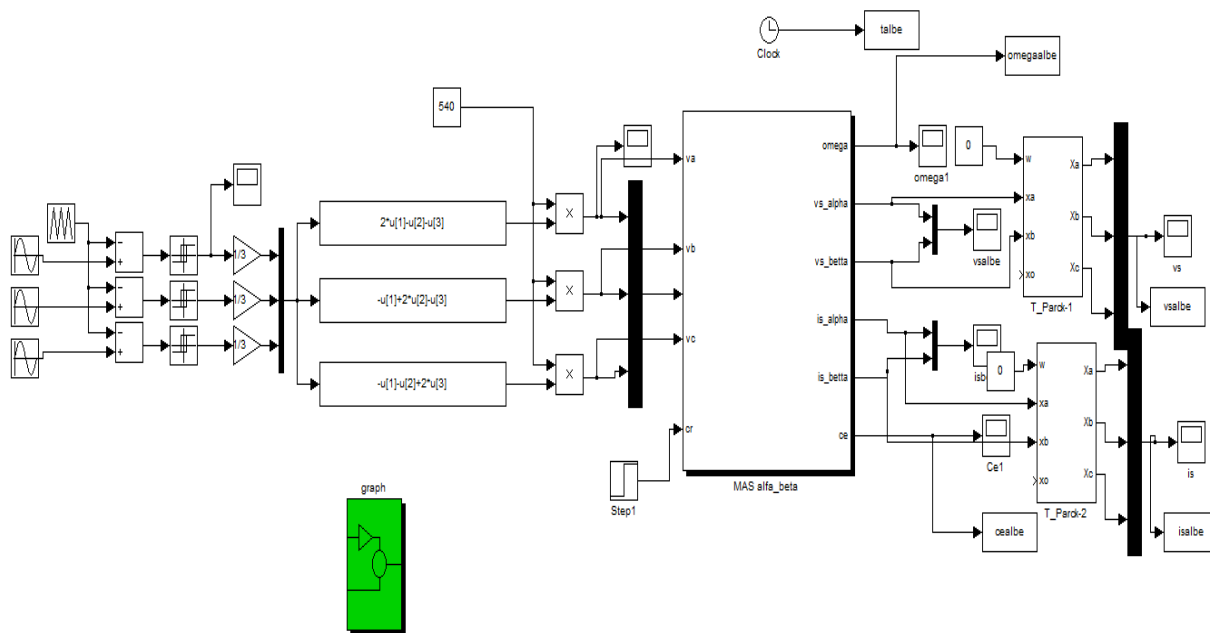 Clock
talbe
omegaalbe
540
va
omega
omega1
0
w
xa
Xa
2*u[1]-u[2]-u[3]
X
vs_alpha
Xb
xb
vs
vb
vs_betta
vsalbe
xo
Xc
1/3
1/3
1/3
-u[1]+2*u[2]-u[3]
X
T_Parck-1
vsalbe
is_alpha
vc
-u[1]-u[2]+2*u[3]
X
is_betta
0
w
Xa
xa
Xb
cr
ce
Ce1
xb
Xc
is
xo
Step1
MAS alfa_beta
T_Parck-2
graph
cealbe
isalbe